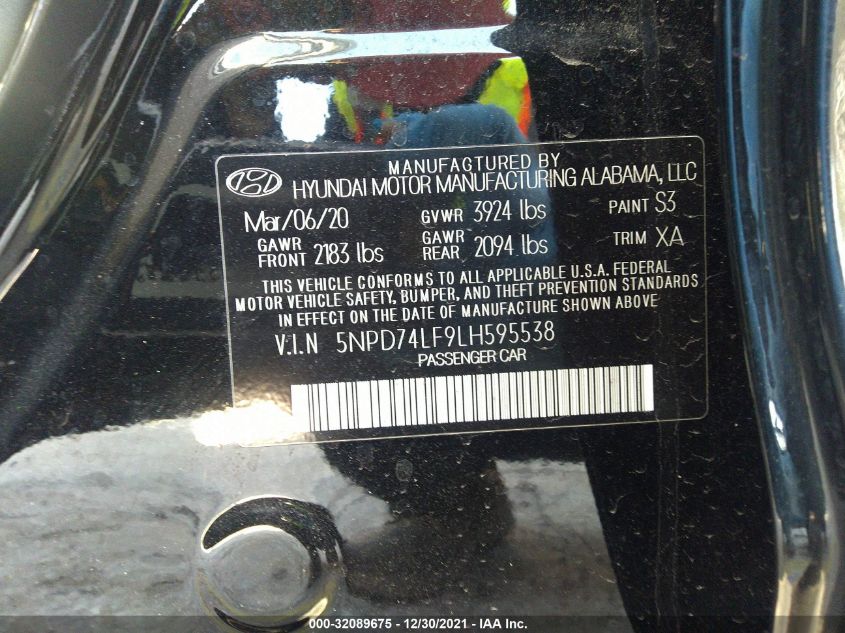 MANUFACTURED BY
HYUNDAI MOTOR MANUFACTURING ALABAMA, LLC
Mar/06/20 GVWR 3924 lbs PAINT S3
GAWR FRONT 2183 lbs GAWR REAR 2094 lbs TRIM XA
THIS VEHICLE CONFORMS TO ALL APPLICABLE U.S.A. FEDERAL
MOTOR VEHICLE SAFETY, BUMPER, AND THEFT PREVENTION STANDARDS
IN EFFECT ON THE DATE OF MANUFACTURE SHOWN ABOVE
V.I.N 5NPD74LF9LH595538
PASSENGER CAR
000-32089675 - 12/30/2021 - IAA Inc.